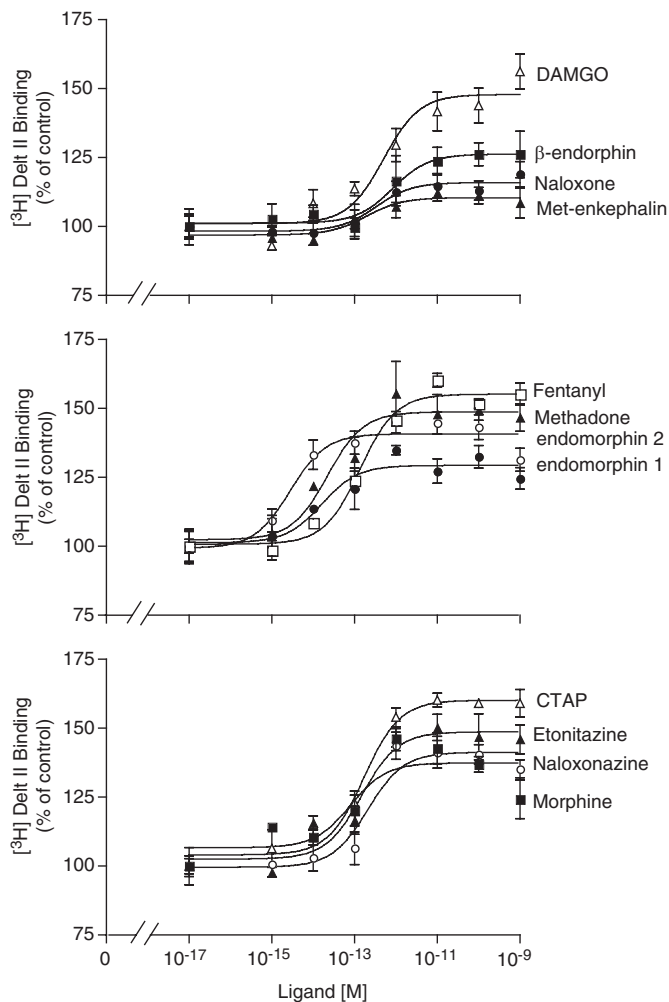 175
150
125
100
75
[³H] Delt II Binding
(% of control)
DAMGO
β-endorphin
Naloxone
Met-enkephalin
175
150
125
100
75
[³H] Delt II Binding
(% of control)
Fentanyl
Methadone
endomorphin 2
endomorphin 1
175
150
125
100
75
[³H] Delt II Binding
(% of control)
CTAP
Etonitazine
Naloxonazine
Morphine
0 10⁻¹⁷ 10⁻¹⁵ 10⁻¹³ 10⁻¹¹ 10⁻⁹
Ligand [M]